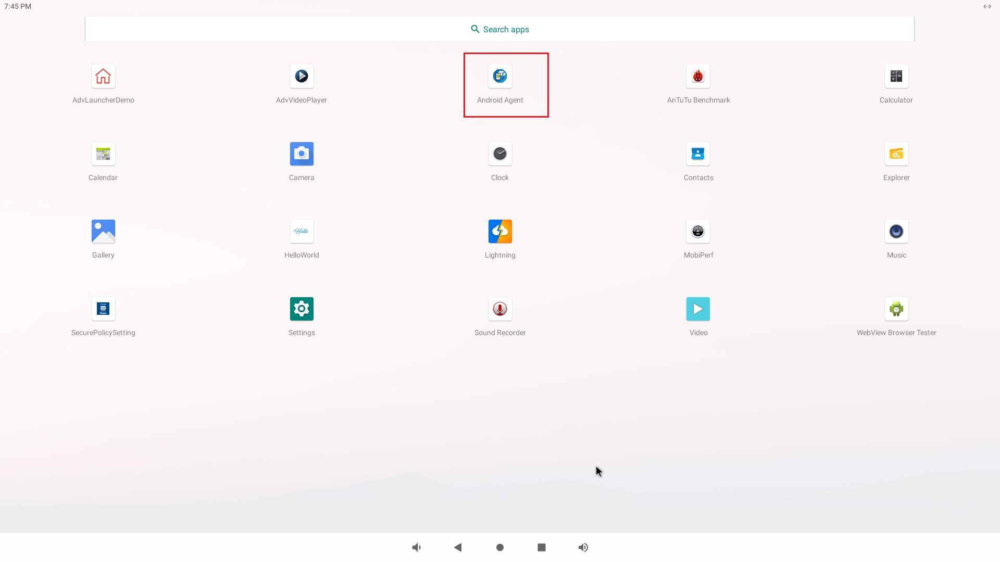 7:45 PM
Search apps
AdvLauncherDemo
AdvVideoPlayer
Android Agent
AnTuTu Benchmark
Calculator
Calendar
Camera
Clock
Contacts
Explorer
Gallery
Hello
HelloWorld
Lightning
MobiPerf
Music
SecurePolicySetting
Settings
Sound Recorder
Video
WebView Browser Tester